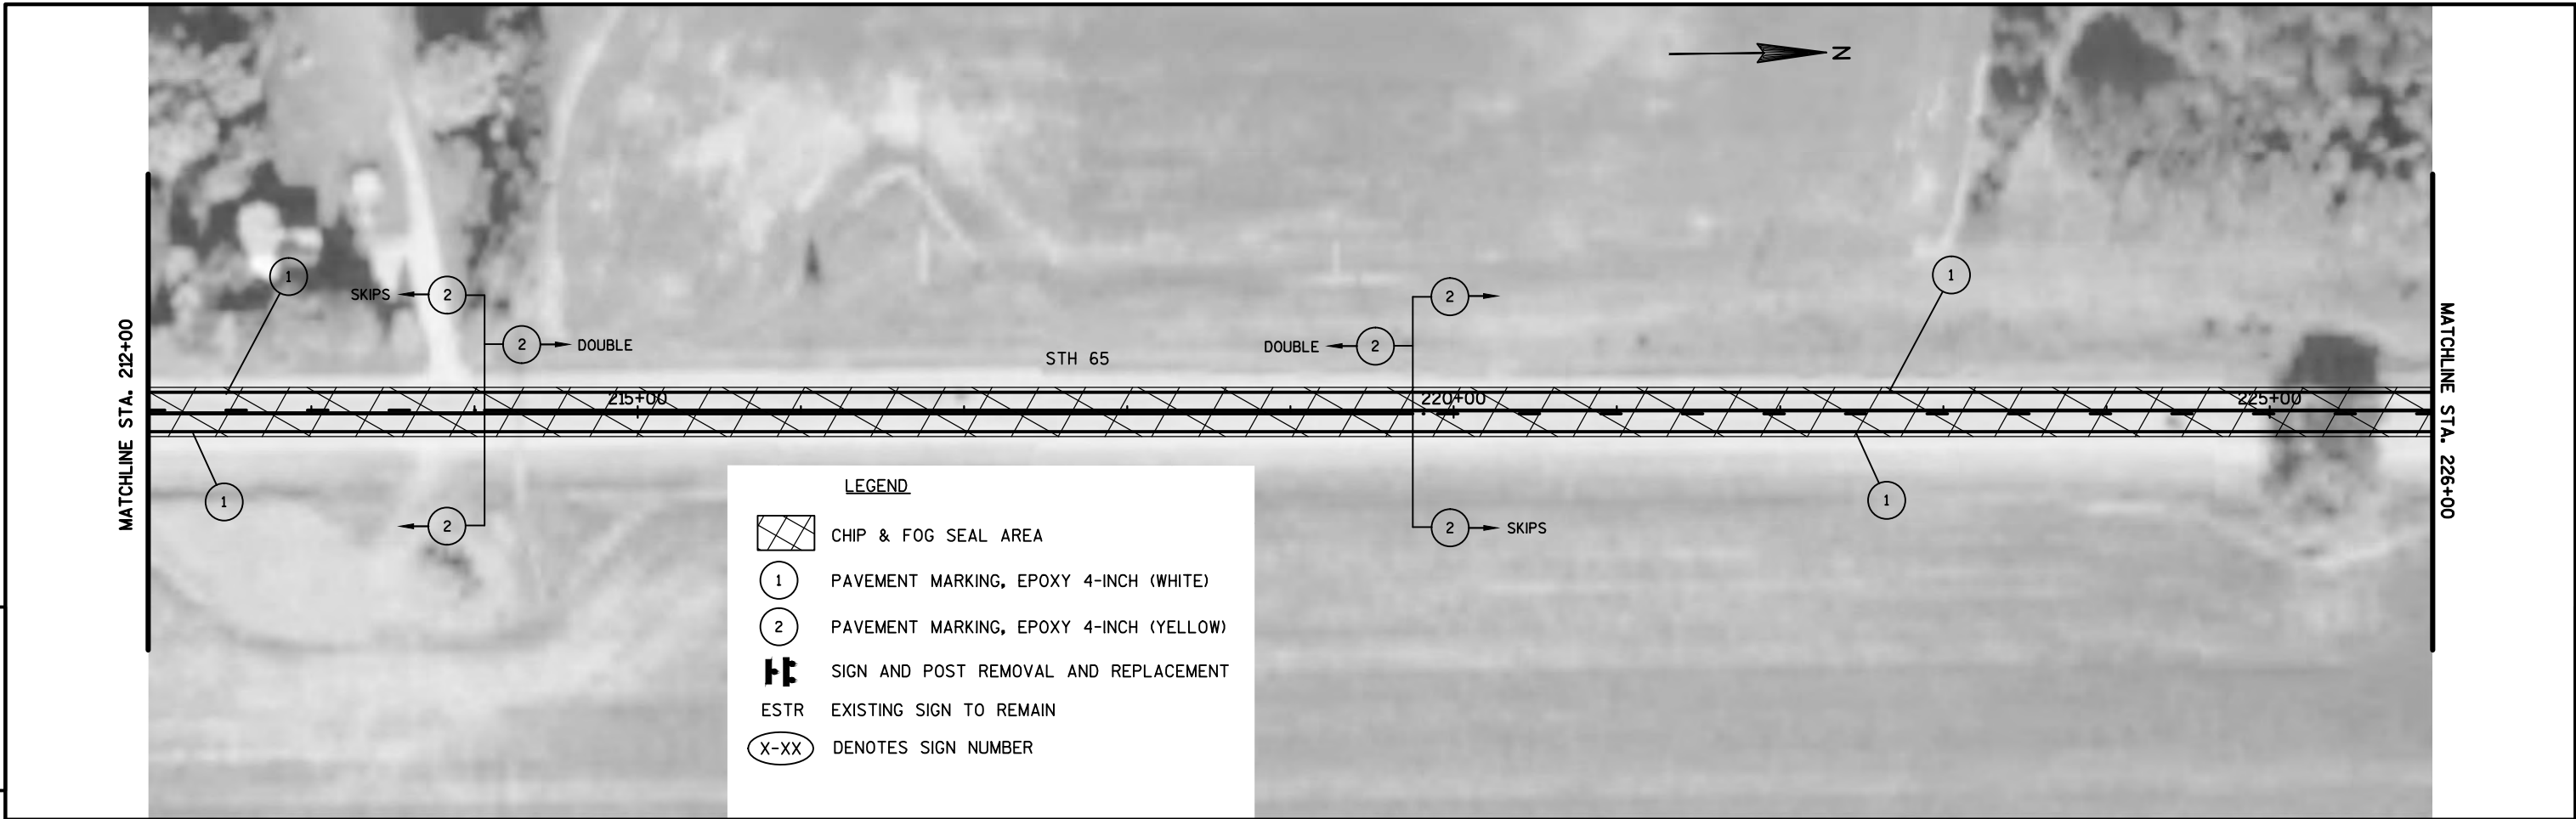 N
MATCHLINE STA. 212+00
1
SKIPS 2
2 DOUBLE
1
2
STH 65
DOUBLE 2
2
2 SKIPS
1
1
215+00
220+00
225+00
MATCHLINE STA. 226+00
LEGEND
CHIP & FOG SEAL AREA
1 PAVEMENT MARKING, EPOXY 4-INCH (WHITE)
2 PAVEMENT MARKING, EPOXY 4-INCH (YELLOW)
SIGN AND POST REMOVAL AND REPLACEMENT
ESTR EXISTING SIGN TO REMAIN
X-XX DENOTES SIGN NUMBER